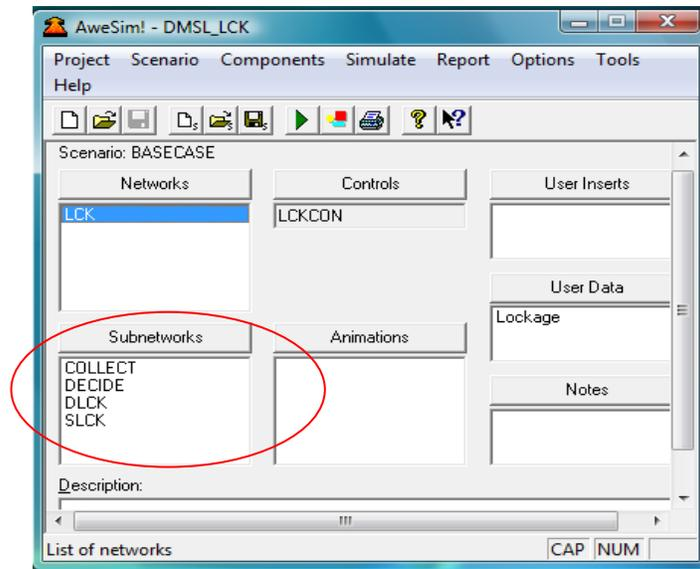 AweSim! - DMSL_LCK
Project Scenario Components Simulate Report Options Tools
Help
Scenario: BASECASE
Networks Controls User Inserts
LCK LCKCON
User Data
Lockage
Subnetworks Animations
COLLECT
DECIDE
DLCK
SLCK
Notes
Description:
List of networks CAP NUM